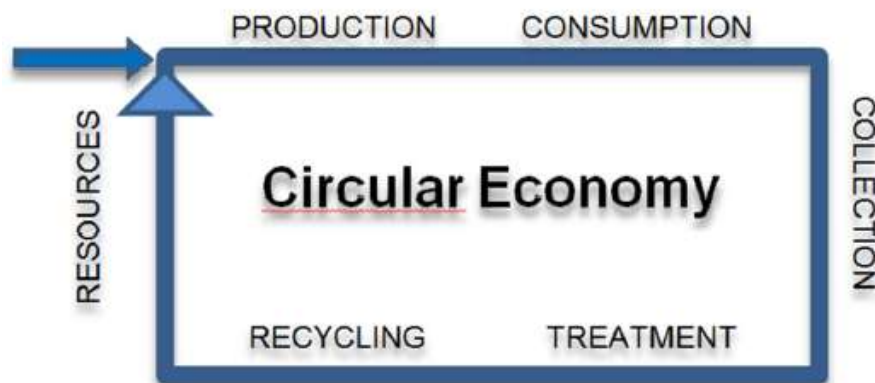 PRODUCTION CONSUMPTION
RESOURCES
COLLECTION
Circular Economy
RECYCLING TREATMENT